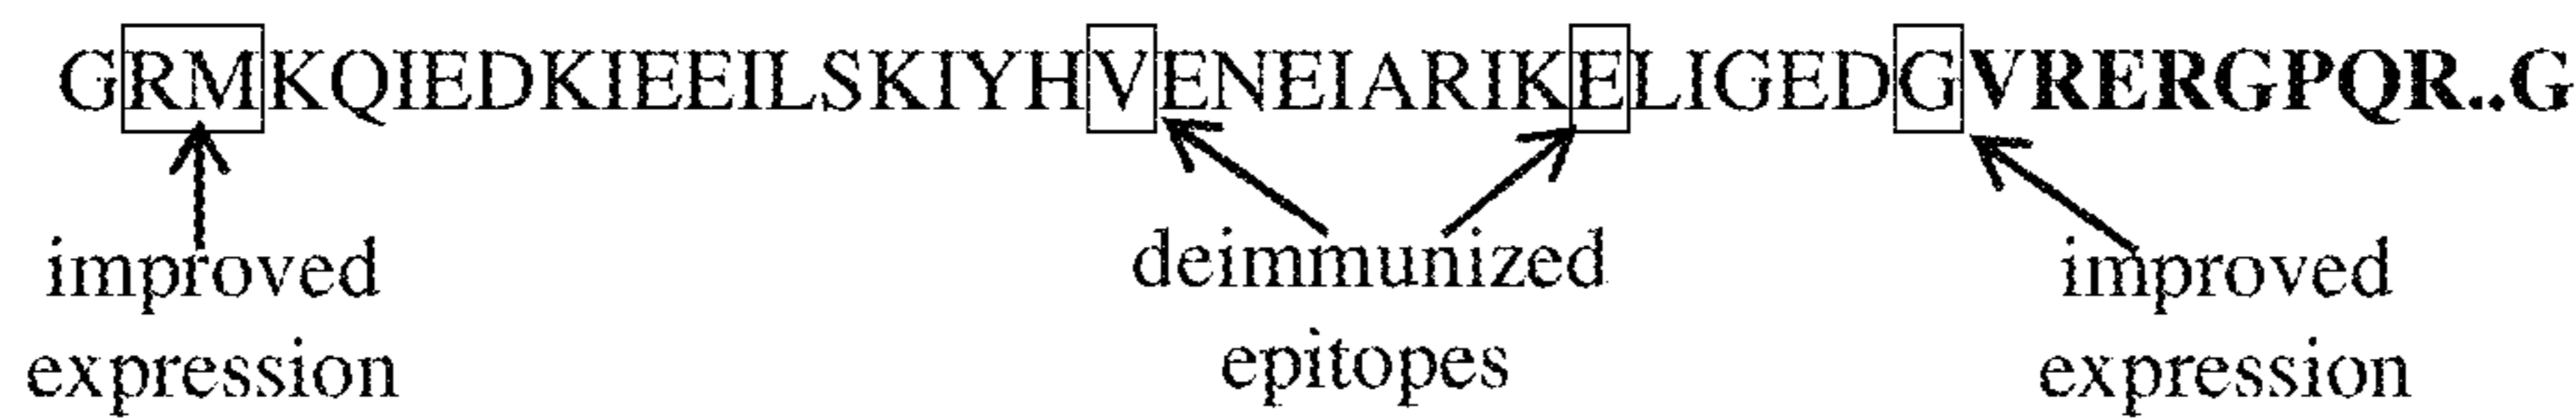 GRMKQIEDKIEEILSKIYHVENEIARIKELIGEDGVRERGPQR..G
improved deimmunized improved
expression epitopes expression